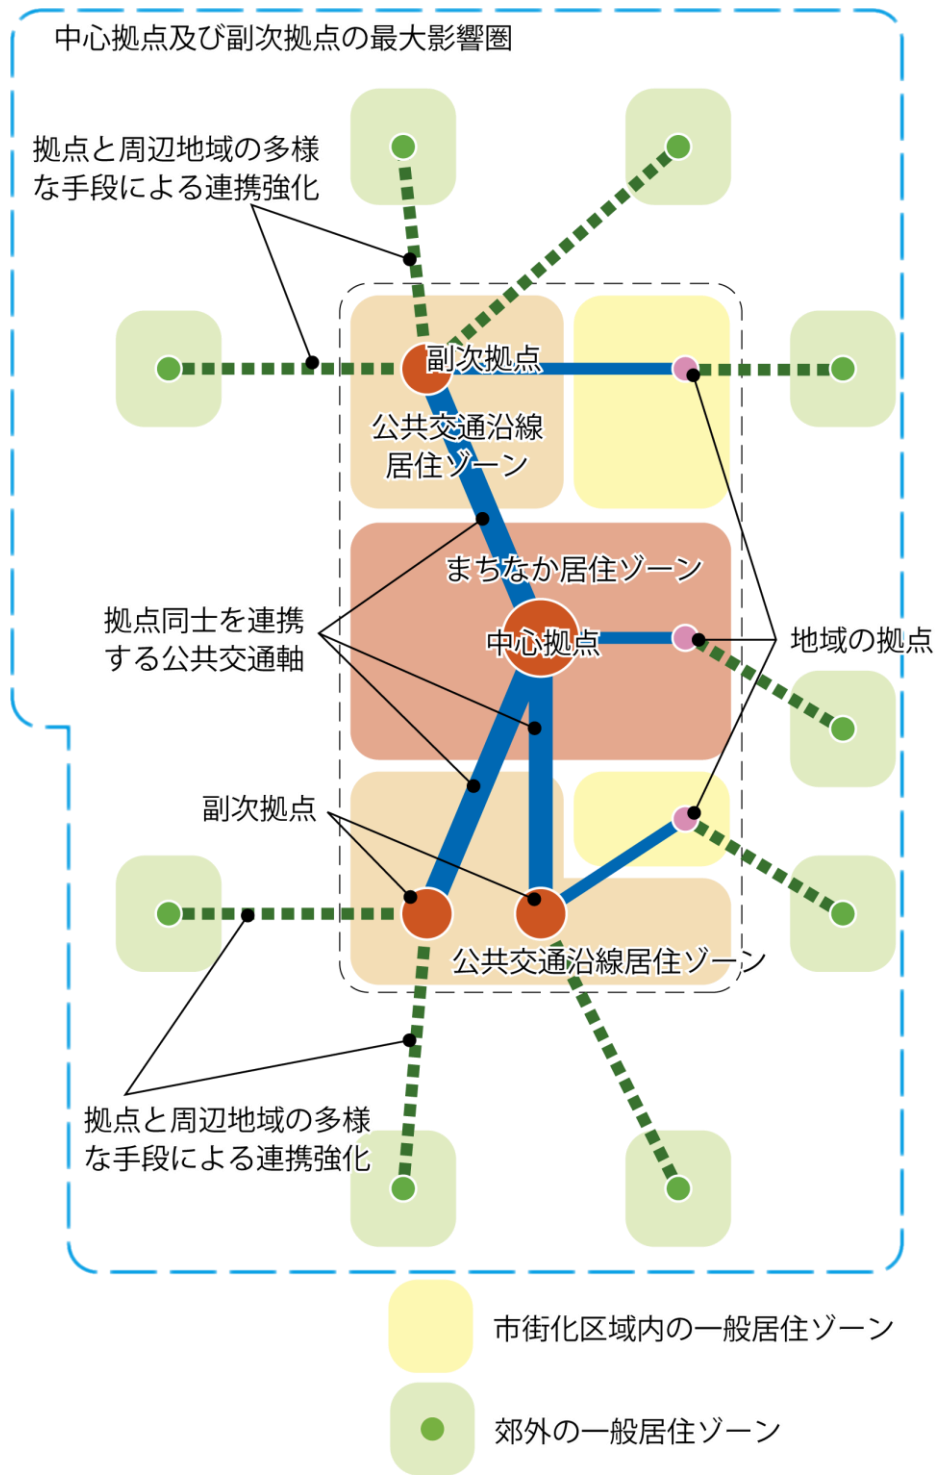 中心拠点及び副次拠点の最大影響圏
拠点と周辺地域の多様
な手段による連携強化
副次拠点
公共交通沿線
居住ゾーン
まちなか居住ゾーン
拠点同士を連携
する公共交通軸
中心拠点
地域の拠点
副次拠点
公共交通沿線居住ゾーン
拠点と周辺地域の多様
な手段による連携強化
市街化区域内の一般居住ゾーン
郊外の一般居住ゾーン